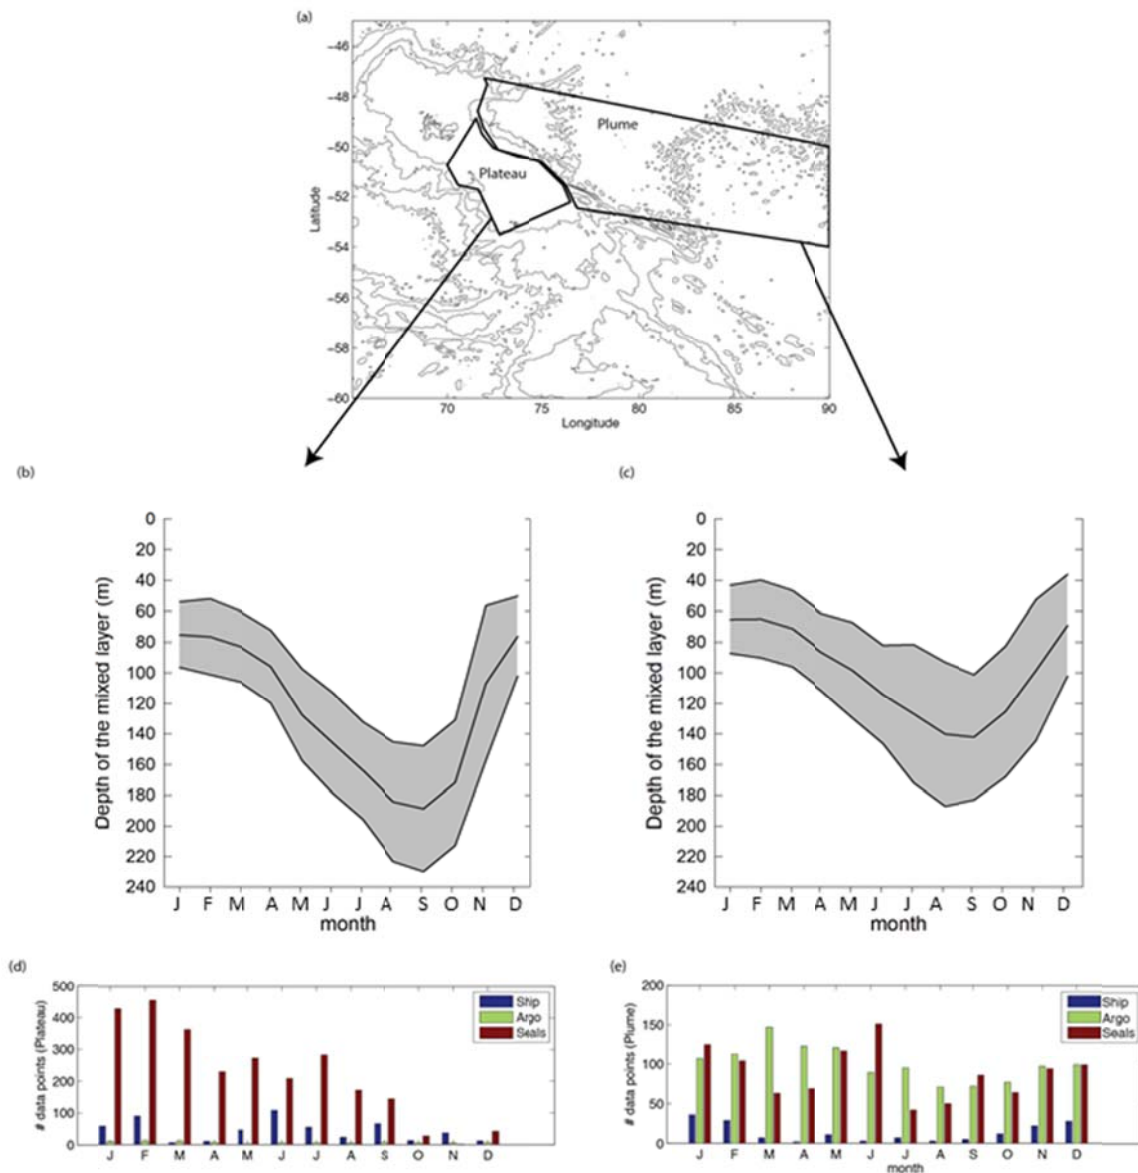 (a)
-46
-48
-50
-52
-54
-56
-58
-60
Latitude
Plume
Plateau
70 75 80 85 90
Longitude
(b)
(c)
0
20
40
60
80
100
120
140
160
180
200
220
240
Depth of the mixed layer (m)
J F M A M J J A S O N D
month
0
20
40
60
80
100
120
140
160
180
200
220
240
Depth of the mixed layer (m)
J F M A M J J A S O N D
month
(d)
500
400
300
200
100
0
# data points (Plateau)
Ship
Argo
Seals
J F M A M J J A S O N D
(e)
200
150
100
50
0
# data points (Plume)
Ship
Argo
Seals
J F M A M J J A S O N D
month